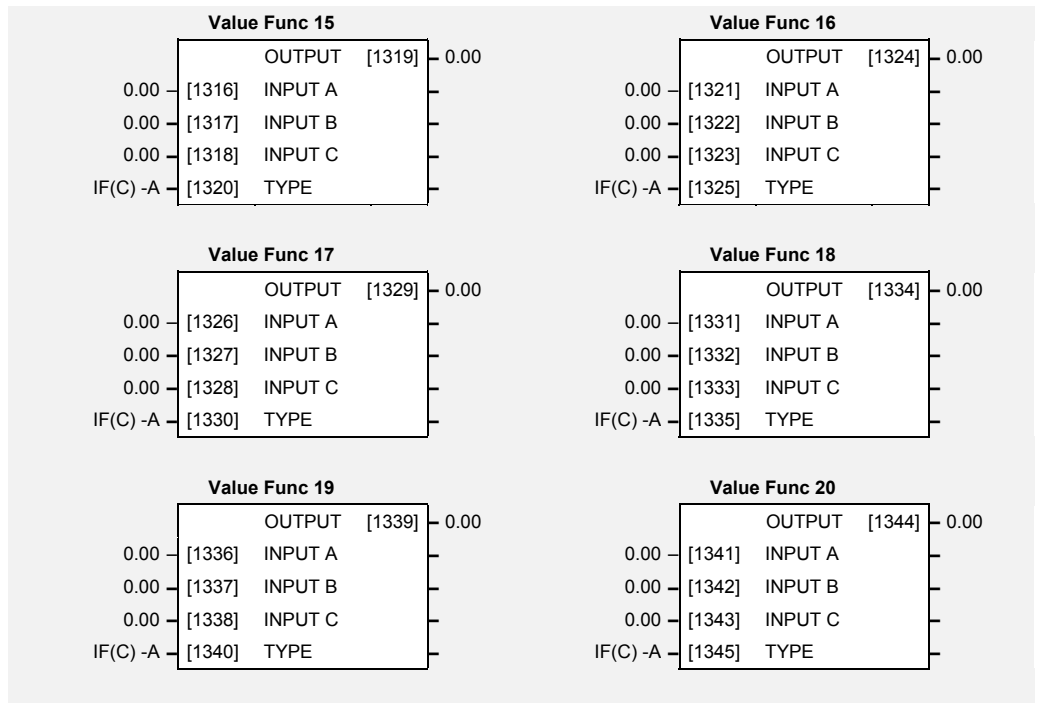 Value Func 15
OUTPUT [1319] 0.00
0.00 [1316] INPUT A
0.00 [1317] INPUT B
0.00 [1318] INPUT C
IF(C) -A [1320] TYPE
Value Func 16
OUTPUT [1324] 0.00
0.00 [1321] INPUT A
0.00 [1322] INPUT B
0.00 [1323] INPUT C
IF(C) -A [1325] TYPE
Value Func 17
OUTPUT [1329] 0.00
0.00 [1326] INPUT A
0.00 [1327] INPUT B
0.00 [1328] INPUT C
IF(C) -A [1330] TYPE
Value Func 18
OUTPUT [1334] 0.00
0.00 [1331] INPUT A
0.00 [1332] INPUT B
0.00 [1333] INPUT C
IF(C) -A [1335] TYPE
Value Func 19
OUTPUT [1339] 0.00
0.00 [1336] INPUT A
0.00 [1337] INPUT B
0.00 [1338] INPUT C
IF(C) -A [1340] TYPE
Value Func 20
OUTPUT [1344] 0.00
0.00 [1341] INPUT A
0.00 [1342] INPUT B
0.00 [1343] INPUT C
IF(C) -A [1345] TYPE